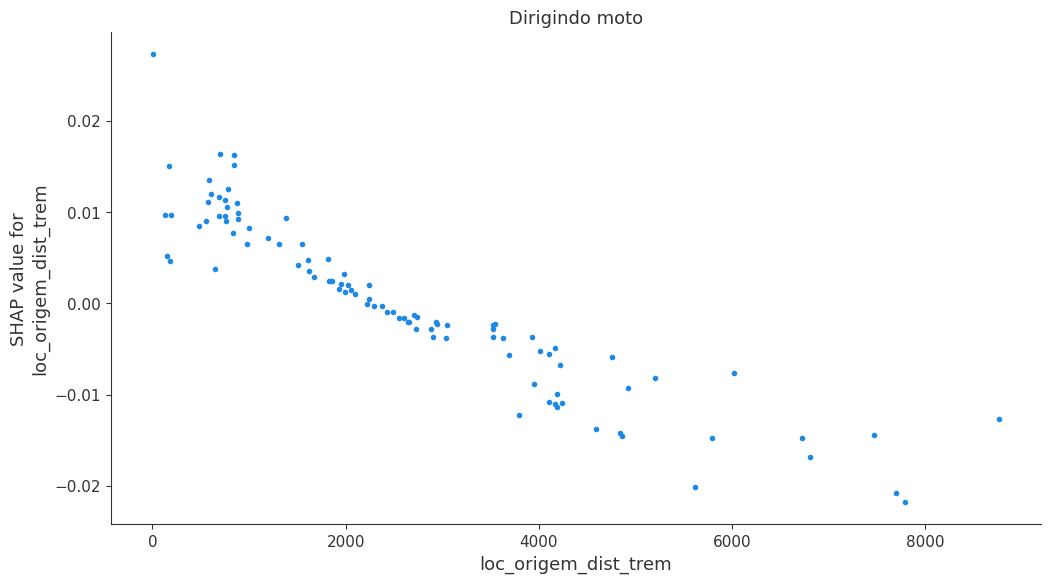 Dirigindo moto
SHAP value for
loc_origem_dist_trem
0.02
0.01
0.00
−0.01
−0.02
0
2000
4000
6000
8000
loc_origem_dist_trem